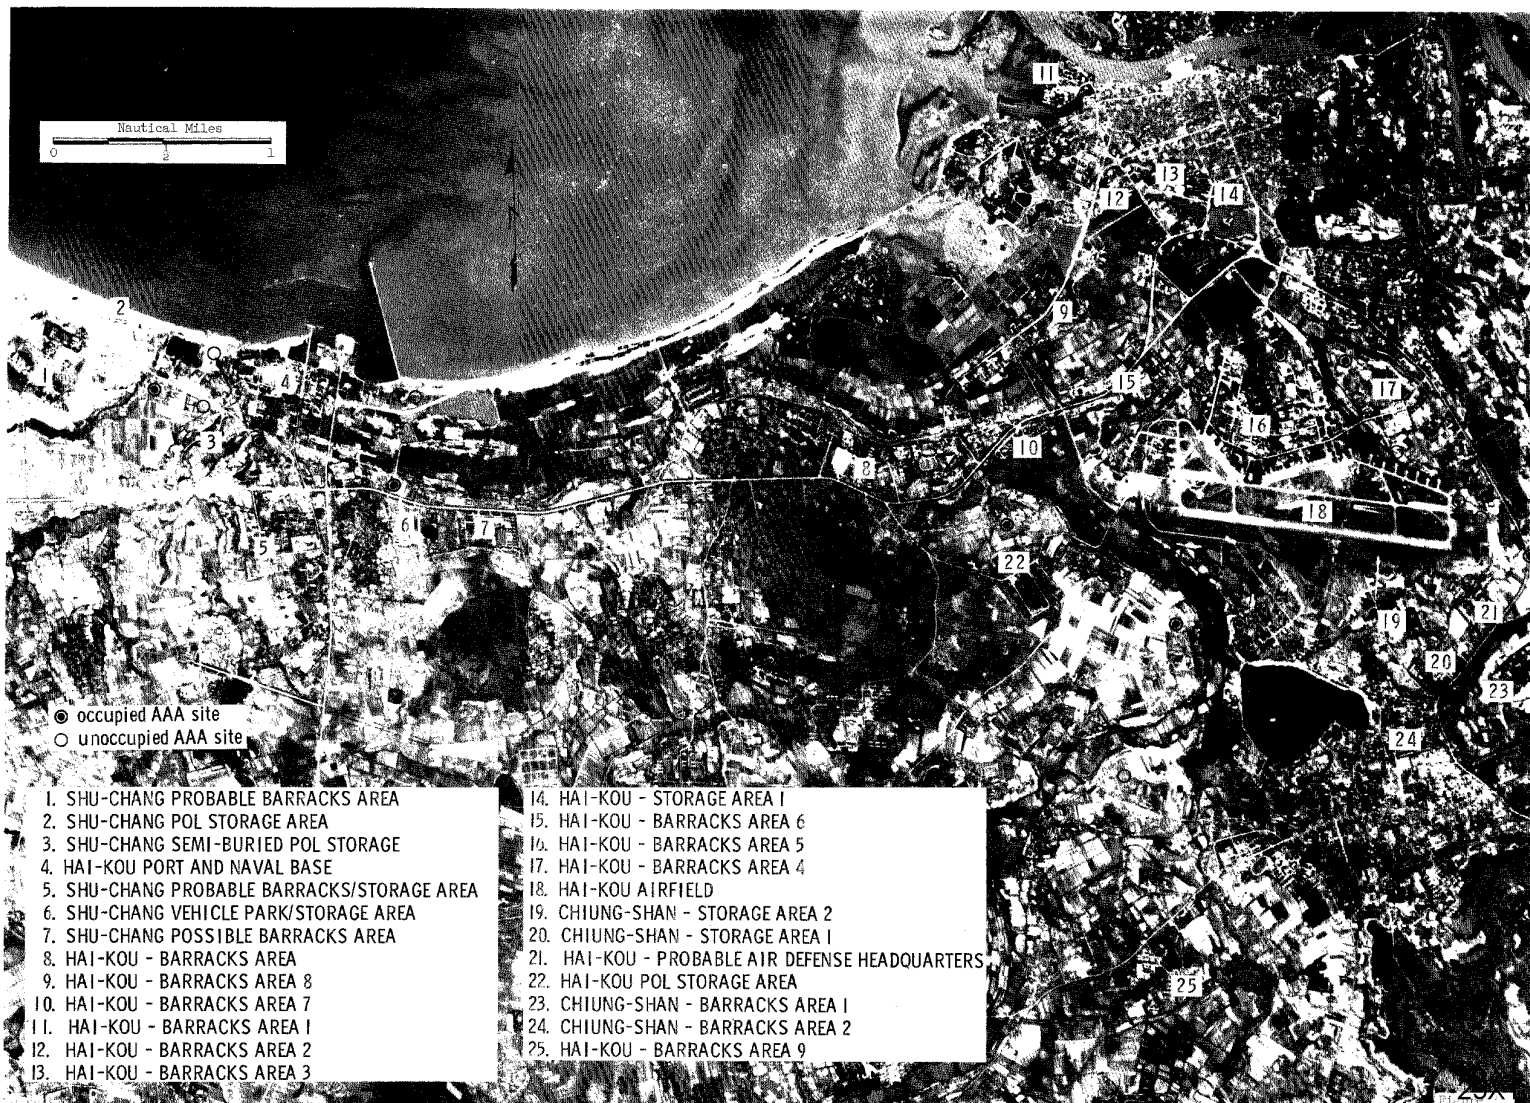 11
Nautical Miles
0 1/2 1
N
13
12
14
2
9
1
4
15
17
3
16
10
8
6
7
18
5
22
19
21
20
23
24
occupied AAA site
unoccupied AAA site
1. SHU-CHANG PROBABLE BARRACKS AREA
2. SHU-CHANG POL STORAGE AREA
3. SHU-CHANG SEMI-BURIED POL STORAGE
4. HAI-KOU PORT AND NAVAL BASE
5. SHU-CHANG PROBABLE BARRACKS/STORAGE AREA
6. SHU-CHANG VEHICLE PARK/STORAGE AREA
7. SHU-CHANG POSSIBLE BARRACKS AREA
8. HAI-KOU - BARRACKS AREA
9. HAI-KOU - BARRACKS AREA 8
10. HAI-KOU - BARRACKS AREA 7
11. HAI-KOU - BARRACKS AREA 1
12. HAI-KOU - BARRACKS AREA 2
13. HAI-KOU - BARRACKS AREA 3
14. HAI-KOU - STORAGE AREA 1
15. HAI-KOU - BARRACKS AREA 6
16. HAI-KOU - BARRACKS AREA 5
17. HAI-KOU - BARRACKS AREA 4
18. HAI-KOU AIRFIELD
19. CHIUNG-SHAN - STORAGE AREA 2
20. CHIUNG-SHAN - STORAGE AREA 1
21. HAI-KOU - PROBABLE AIR DEFENSE HEADQUARTERS
22. HAI-KOU POL STORAGE AREA
23. CHIUNG-SHAN - BARRACKS AREA 1
24. CHIUNG-SHAN - BARRACKS AREA 2
25. HAI-KOU - BARRACKS AREA 9
25
25X